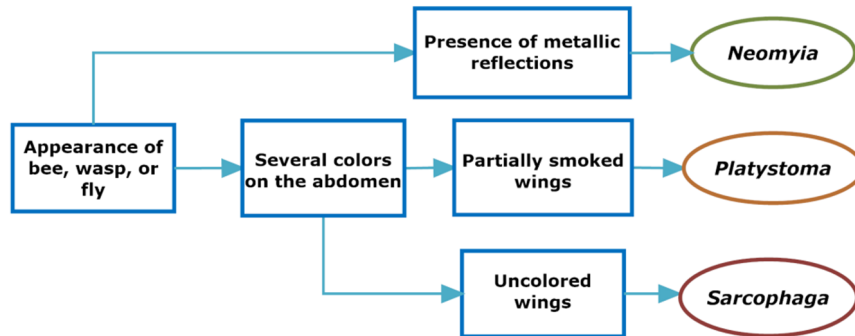 Presence of metallic
reflections
Neomyia
Appearance of
bee, wasp, or
fly
Several colors
on the abdomen
Partially smoked
wings
Platystoma
Uncolored
wings
Sarcophaga